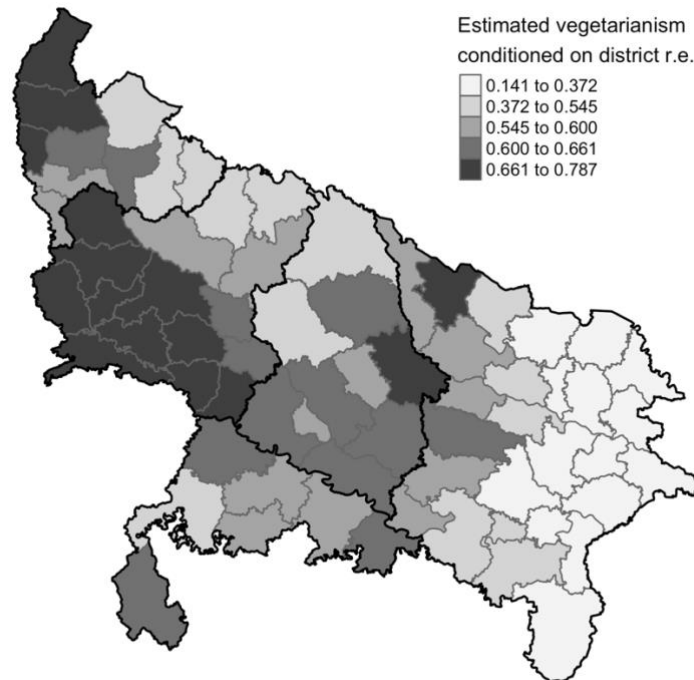 Estimated vegetarianism
conditioned on district r.e.
0.141 to 0.372
0.372 to 0.545
0.545 to 0.600
0.600 to 0.661
0.661 to 0.787